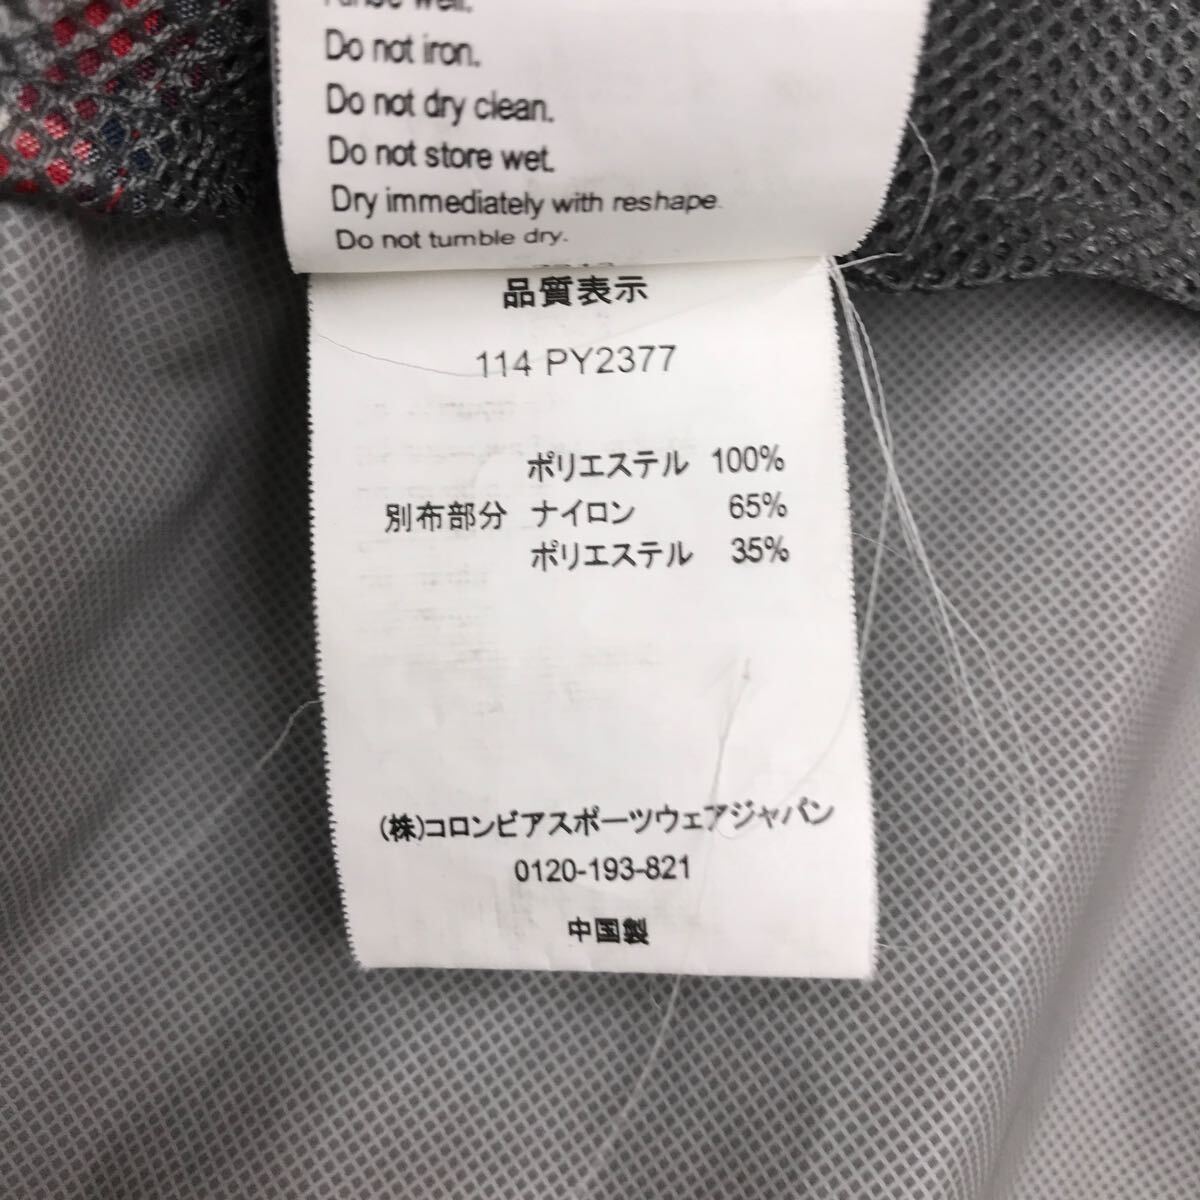 Rinse well.
Do not iron.
Do not dry clean.
Do not store wet.
Dry immediately with reshape.
Do not tumble dry.
品質表示
114 PY2377
ポリエステル 100%
別布部分 ナイロン 65%
ポリエステル 35%
(株)コロンビアスポーツウェアジャパン
0120-193-821
中国製